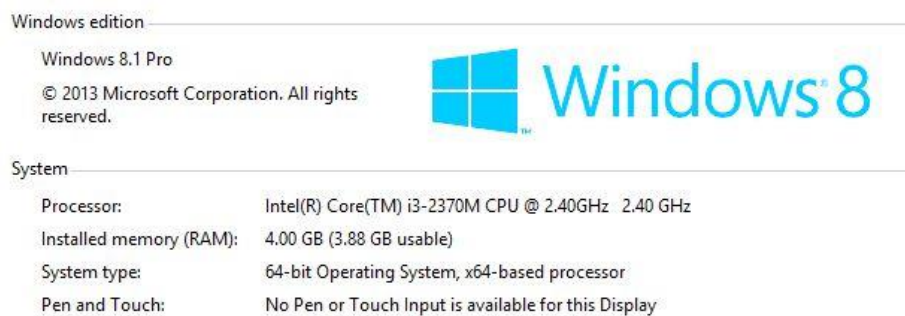 Windows edition
Windows 8.1 Pro
© 2013 Microsoft Corporation. All rights
reserved.
Windows® 8
™
System
Processor: Intel(R) Core(TM) i3-2370M CPU @ 2.40GHz 2.40 GHz
Installed memory (RAM): 4.00 GB (3.88 GB usable)
System type: 64-bit Operating System, x64-based processor
Pen and Touch: No Pen or Touch Input is available for this Display